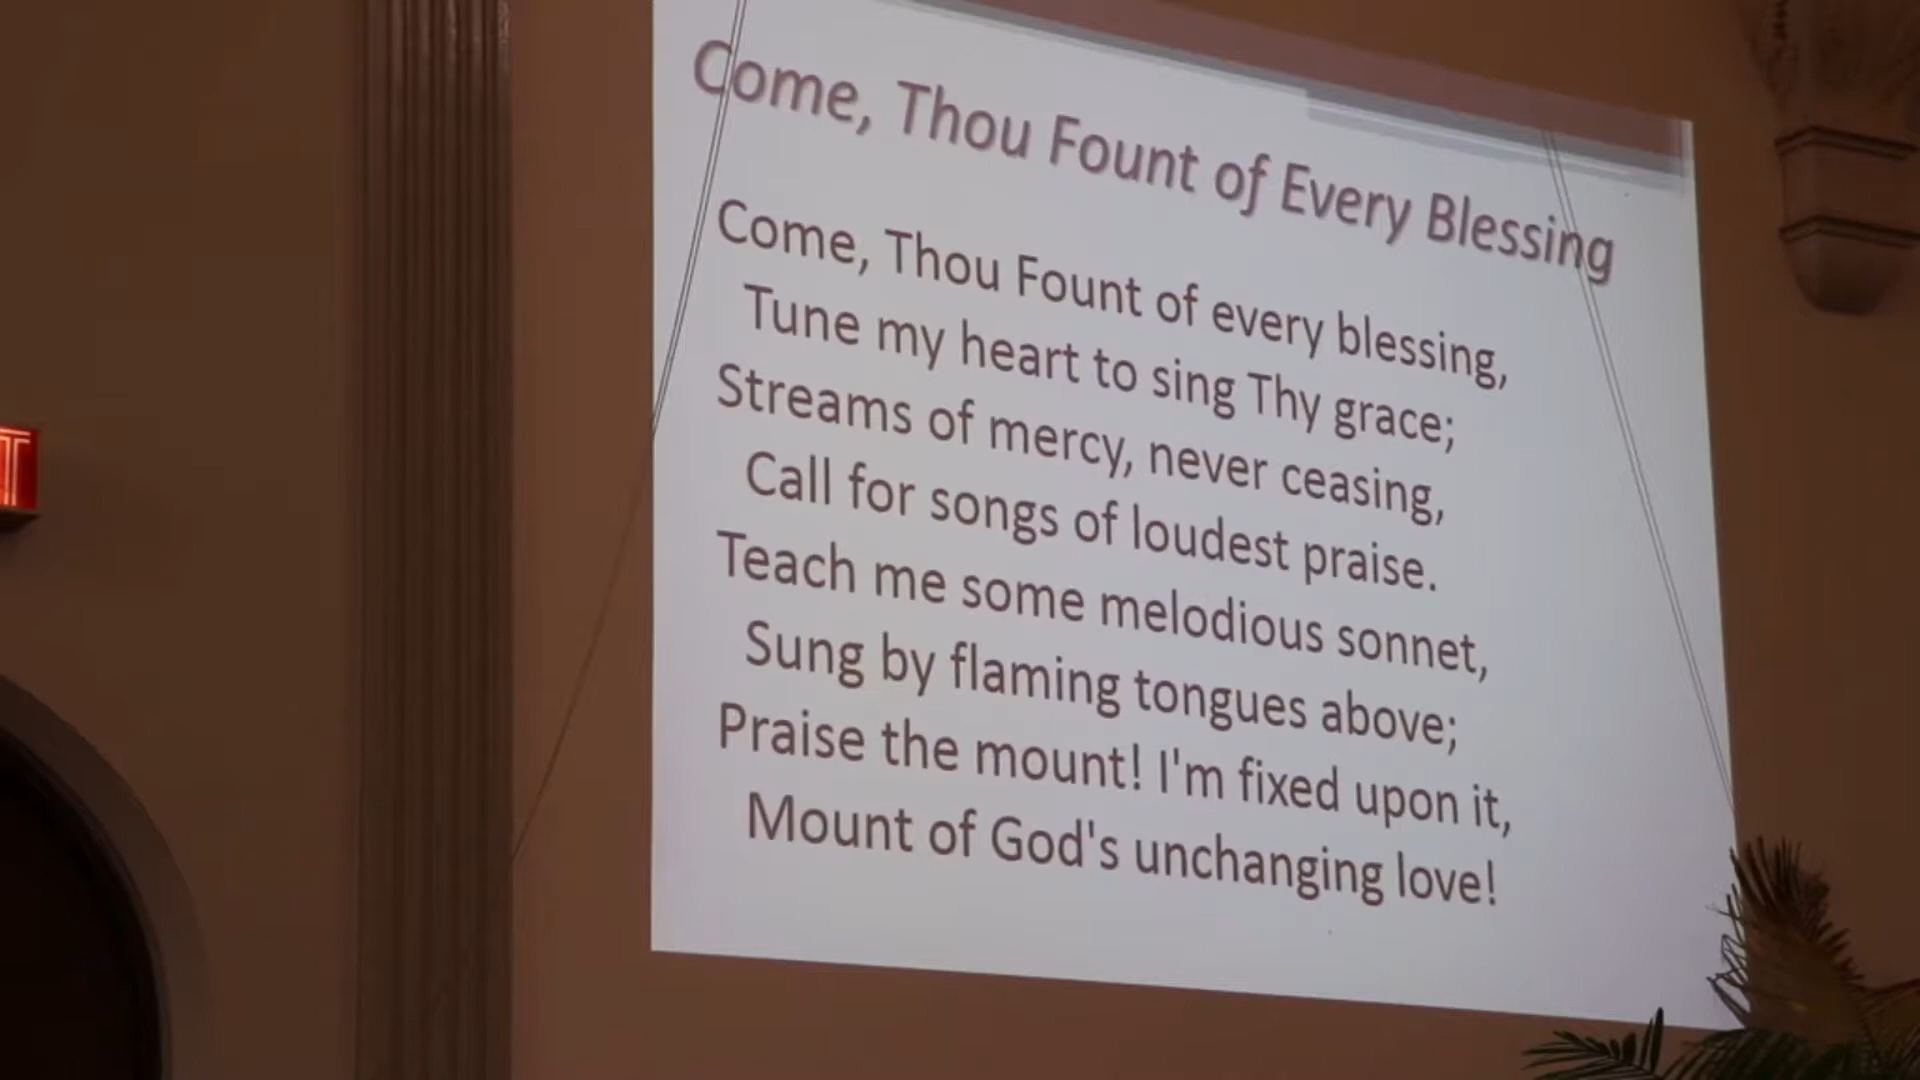 Come, Thou Fount of Every Blessing
Come, Thou Fount of every blessing,
Tune my heart to sing Thy grace;
Streams of mercy, never ceasing,
Call for songs of loudest praise.
Teach me some melodious sonnet,
Sung by flaming tongues above;
Praise the mount! I'm fixed upon it,
Mount of God's unchanging love!
T